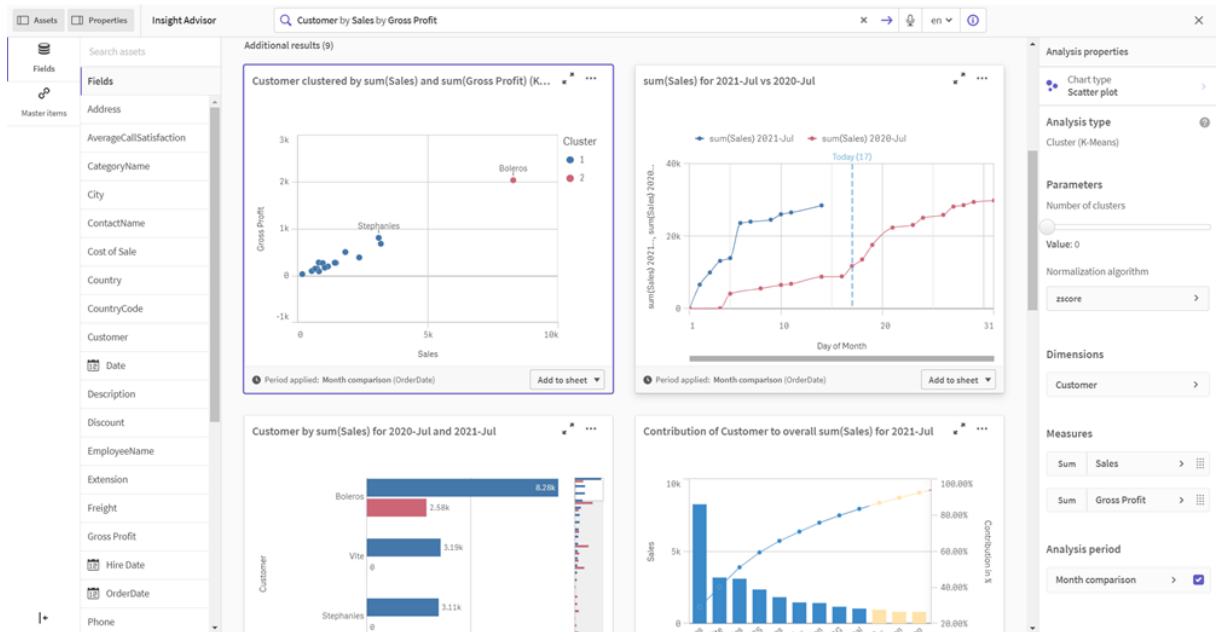 Assets
Properties
Insight Advisor
Customer by Sales by Gross Profit
en
Fields
Master items
Search assets
Fields
Address
AverageCallSatisfaction
CategoryName
City
ContactName
Cost of Sale
Country
CountryCode
Customer
Date
Description
Discount
EmployeeName
Extension
Freight
Gross Profit
Hire Date
OrderDate
Phone
Additional results (9)
Customer clustered by sum(Sales) and sum(Gross Profit) (K...
3k
2k
1k
0
-1k
Gross Profit
Boleros
Stephanies
Cluster
1
2
0
5k
10k
Sales
Period applied: Month comparison (OrderDate)
Add to sheet
sum(Sales) for 2021-Jul vs 2020-Jul
sum(Sales) 2021-Jul
sum(Sales) 2020-Jul
Today (17)
40k
20k
0
sum(Sales) 2021..., sum(Sales) 2020...
1
10
20
31
Day of Month
Period applied: Month comparison (OrderDate)
Add to sheet
Customer by sum(Sales) for 2020-Jul and 2021-Jul
Customer
Boleros
8.28k
2.58k
Vite
3.19k
0
Stephanies
3.11k
0
Contribution of Customer to overall sum(Sales) for 2021-Jul
10k
5k
Sales
100.00%
80.00%
60.00%
40.00%
20.00%
Contribution in %
Analysis properties
Chart type
Scatter plot
Analysis type
Cluster (K-Means)
Parameters
Number of clusters
Value: 0
Normalization algorithm
zscore
Dimensions
Customer
Measures
Sum
Sales
Sum
Gross Profit
Analysis period
Month comparison